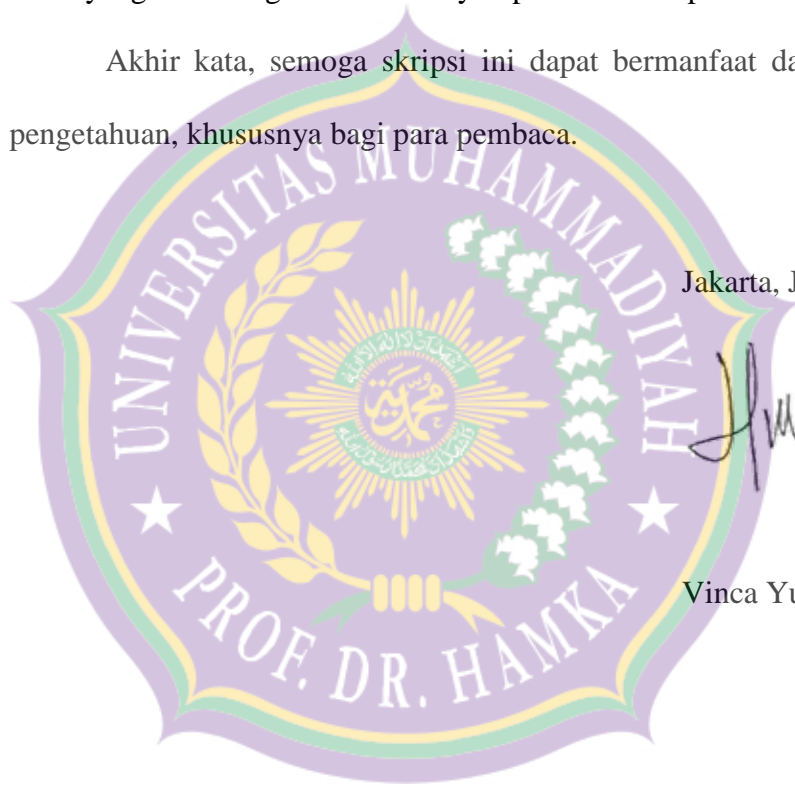 Akhir kata, semoga skripsi ini dapat bermanfaat da
pengetahuan, khususnya bagi para pembaca.
UNIVERSITAS MUHAMMADIYAH
Jakarta, J
محمدية
PROF. DR. HAMKA
Vinca Yu